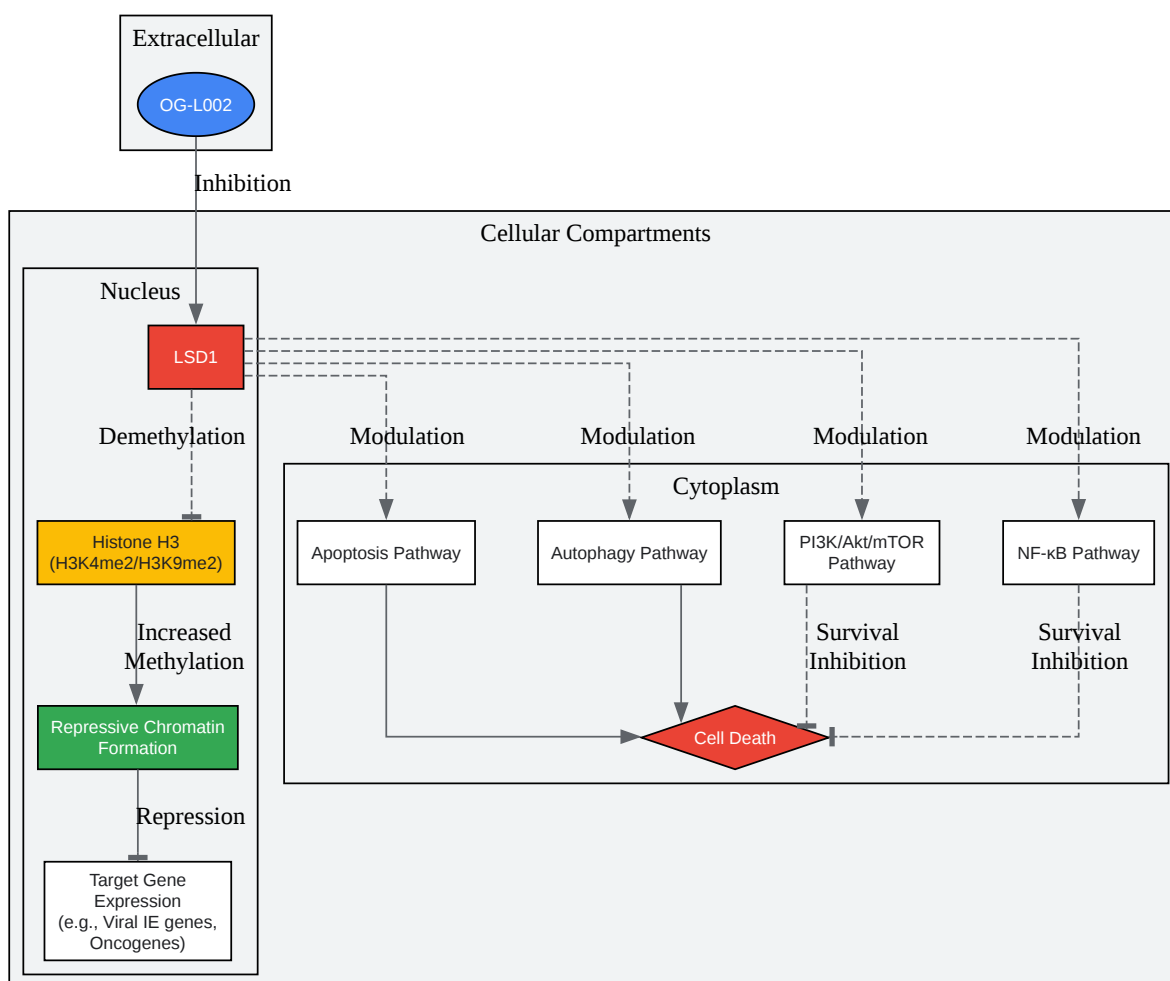 Extracellular
OG-L002
Inhibition
Cellular Compartments
Nucleus
LSD1
Demethylation
Modulation
Modulation
Modulation
Modulation
Cytoplasm
Histone H3
(H3K4me2/H3K9me2)
Apoptosis Pathway
Autophagy Pathway
PI3K/Akt/mTOR
Pathway
NF-κB Pathway
Increased
Methylation
Survival
Inhibition
Survival
Inhibition
Repressive Chromatin
Formation
Cell Death
Repression
Target Gene
Expression
(e.g., Viral IE genes,
Oncogenes)